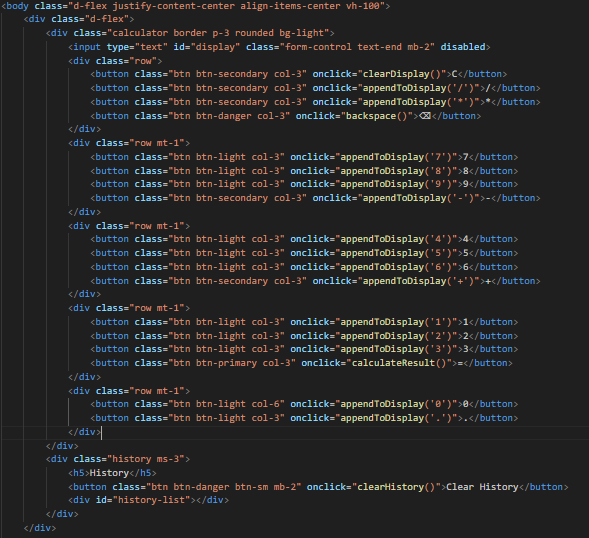 <body class="d-flex justify-content-center align-items-center vh-100">
<div class="d-flex">
<div class="calculator border p-3 rounded bg-light">
<input type="text" id="display" class="form-control text-end mb-2" disabled>
<div class="row">
<button class="btn btn-secondary col-3" onclick="clearDisplay()">C</button>
<button class="btn btn-secondary col-3" onclick="appendToDisplay('/')">/</button>
<button class="btn btn-secondary col-3" onclick="appendToDisplay('*')">*</button>
<button class="btn btn-danger col-3" onclick="backspace()">⌫</button>
</div>
<div class="row mt-1">
<button class="btn btn-light col-3" onclick="appendToDisplay('7')">7</button>
<button class="btn btn-light col-3" onclick="appendToDisplay('8')">8</button>
<button class="btn btn-light col-3" onclick="appendToDisplay('9')">9</button>
<button class="btn btn-secondary col-3" onclick="appendToDisplay('-')">-</button>
</div>
<div class="row mt-1">
<button class="btn btn-light col-3" onclick="appendToDisplay('4')">4</button>
<button class="btn btn-light col-3" onclick="appendToDisplay('5')">5</button>
<button class="btn btn-light col-3" onclick="appendToDisplay('6')">6</button>
<button class="btn btn-secondary col-3" onclick="appendToDisplay('+')">+</button>
</div>
<div class="row mt-1">
<button class="btn btn-light col-3" onclick="appendToDisplay('1')">1</button>
<button class="btn btn-light col-3" onclick="appendToDisplay('2')">2</button>
<button class="btn btn-light col-3" onclick="appendToDisplay('3')">3</button>
<button class="btn btn-primary col-3" onclick="calculateResult()">=</button>
</div>
<div class="row mt-1">
<button class="btn btn-light col-6" onclick="appendToDisplay('0')">0</button>
<button class="btn btn-light col-3" onclick="appendToDisplay('.')">.</button>
</div>
</div>
<div class="history ms-3">
<h5>History</h5>
<button class="btn btn-danger btn-sm mb-2" onclick="clearHistory()">Clear History</button>
<div id="history-list"></div>
</div>
</div>